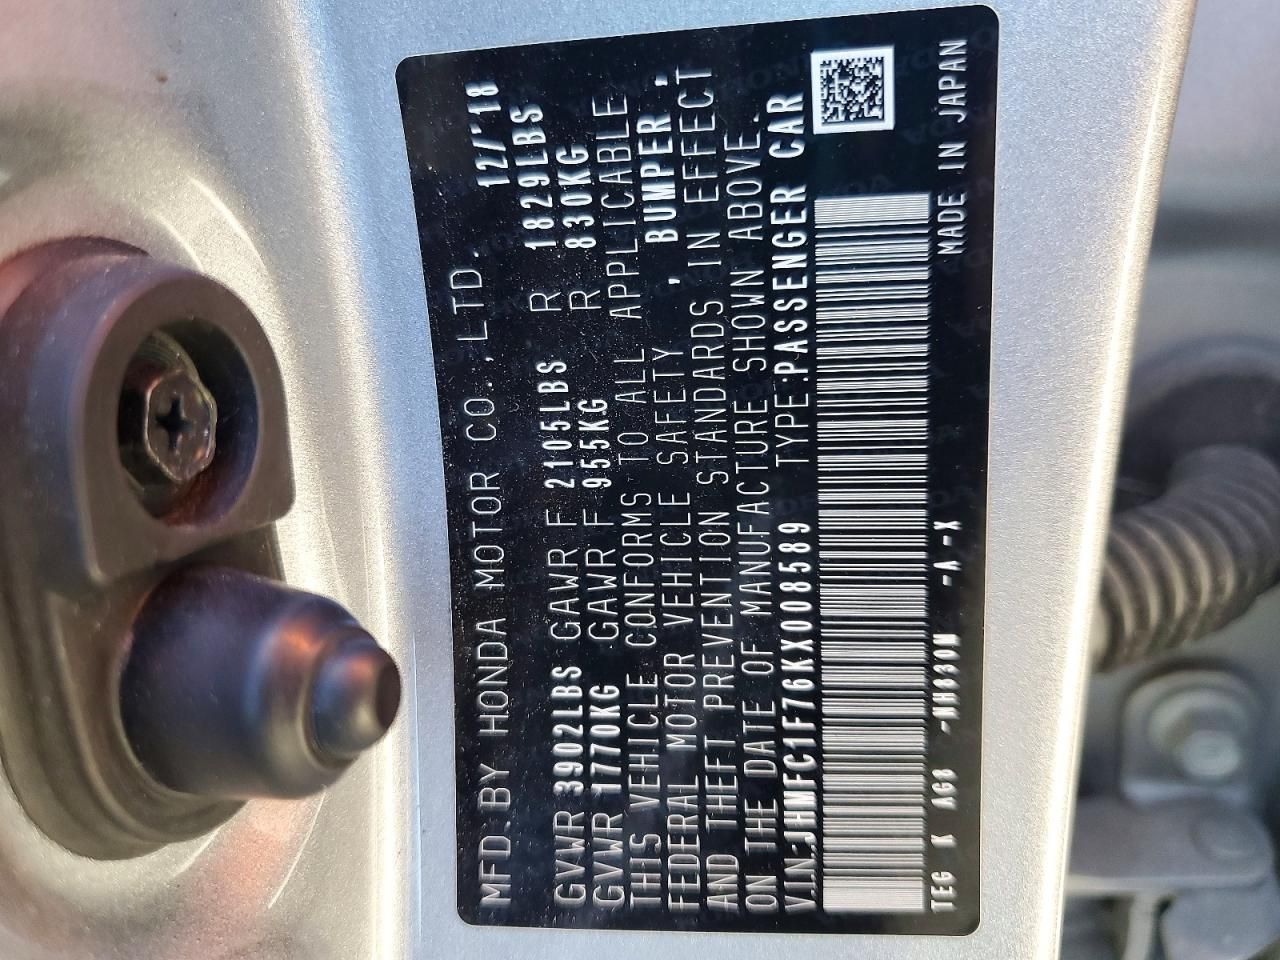 MFD.BY HONDA MOTOR CO.,LTD. 12/'18
GVWR 3902LBS GAWR F 2105LBS R 1829LBS
GVWR 1770KG GAWR F 955KG R 830KG
THIS VEHICLE CONFORMS TO ALL APPLICABLE
FEDERAL MOTOR VEHICLE SAFETY , BUMPER ,
AND THEFT PREVENTION STANDARDS IN EFFECT
ON THE DATE OF MANUFACTURE SHOWN ABOVE.
V.I.N:JHMFC1F76KX008589 TYPE:PASSENGER CAR
TEG K AG8 -NH830M -A -X MADE IN JAPAN